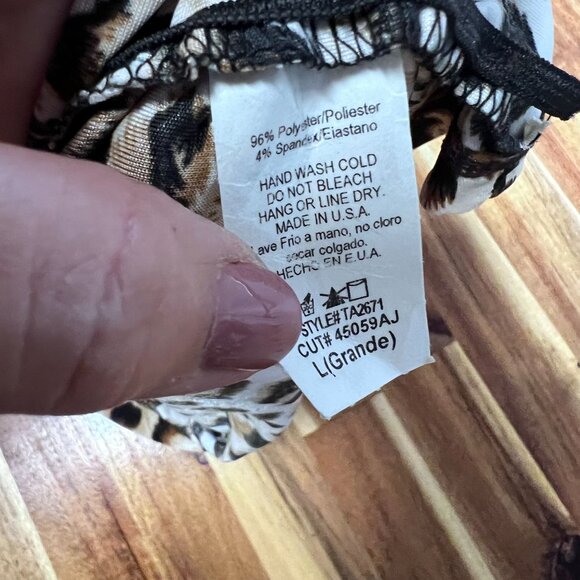 96% Polyester/Poliester
4% Spandex/Elastano
HAND WASH COLD
DO NOT BLEACH
HANG OR LINE DRY.
MADE IN U.S.A.
Lave Frio a mano, no cloro
secar colgado.
HECHO EN E.U.A.
STYLE# TA2671
CUT# 45059AJ
L(Grande)